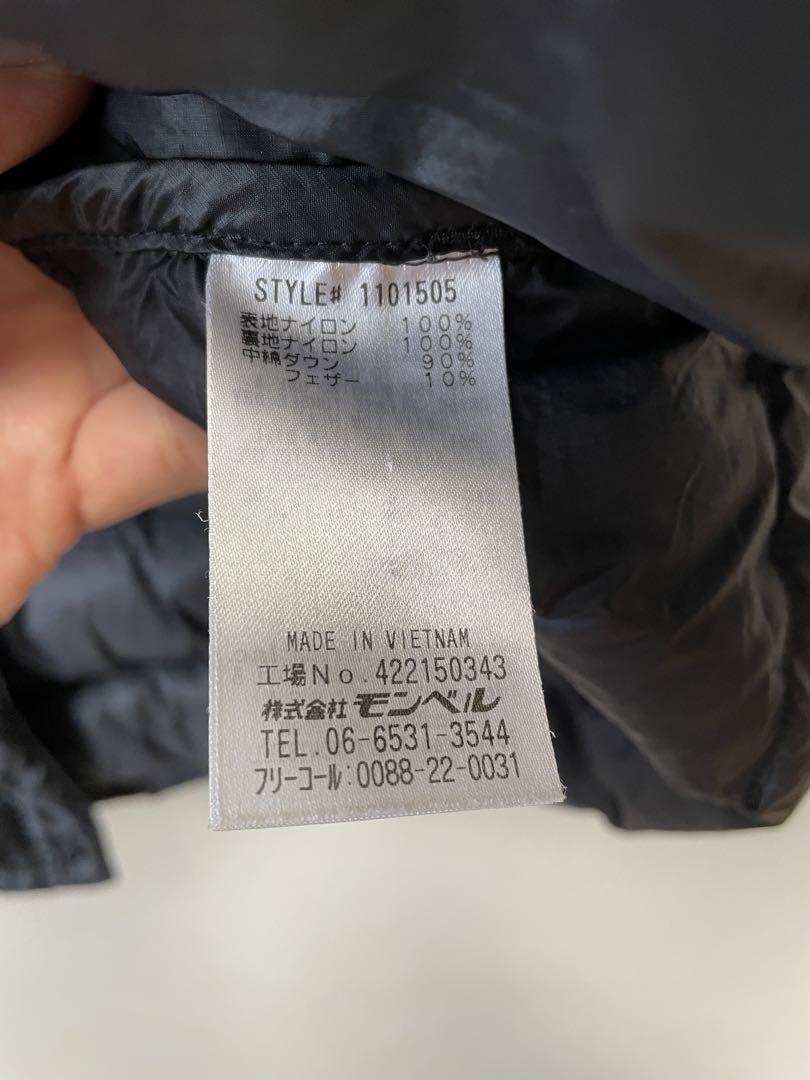 STYLE# 1101505
表地ナイロン 100%
裏地ナイロン 100%
中綿ダウン 90%
フェザー 10%
MADE IN VIETNAM
工場No.422150343
株式会社 モンベル
TEL.06-6531-3544
フリーコール:0088-22-0031